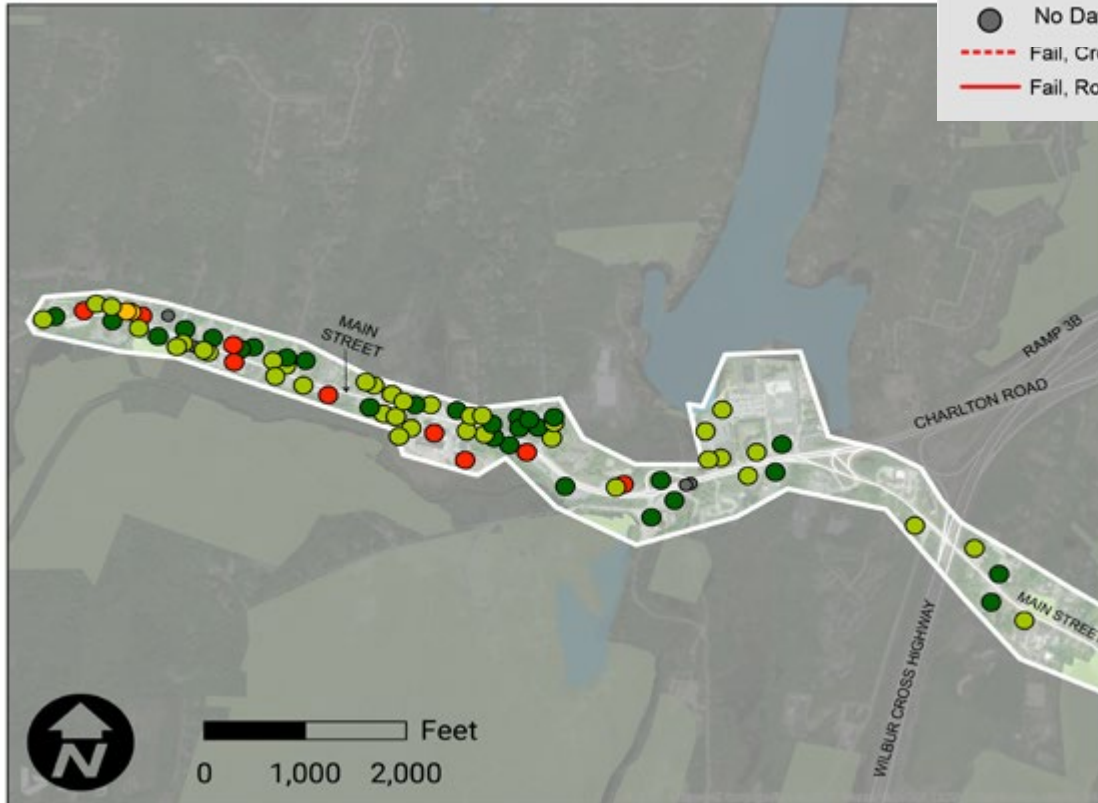 No Da
Fail, Cr
Fail, Ro
MAIN
STREET
RAMP 3B
CHARLTON ROAD
MAIN STREET
WILBUR CROSS HIGHWAY
N
Feet
0 1,000 2,000